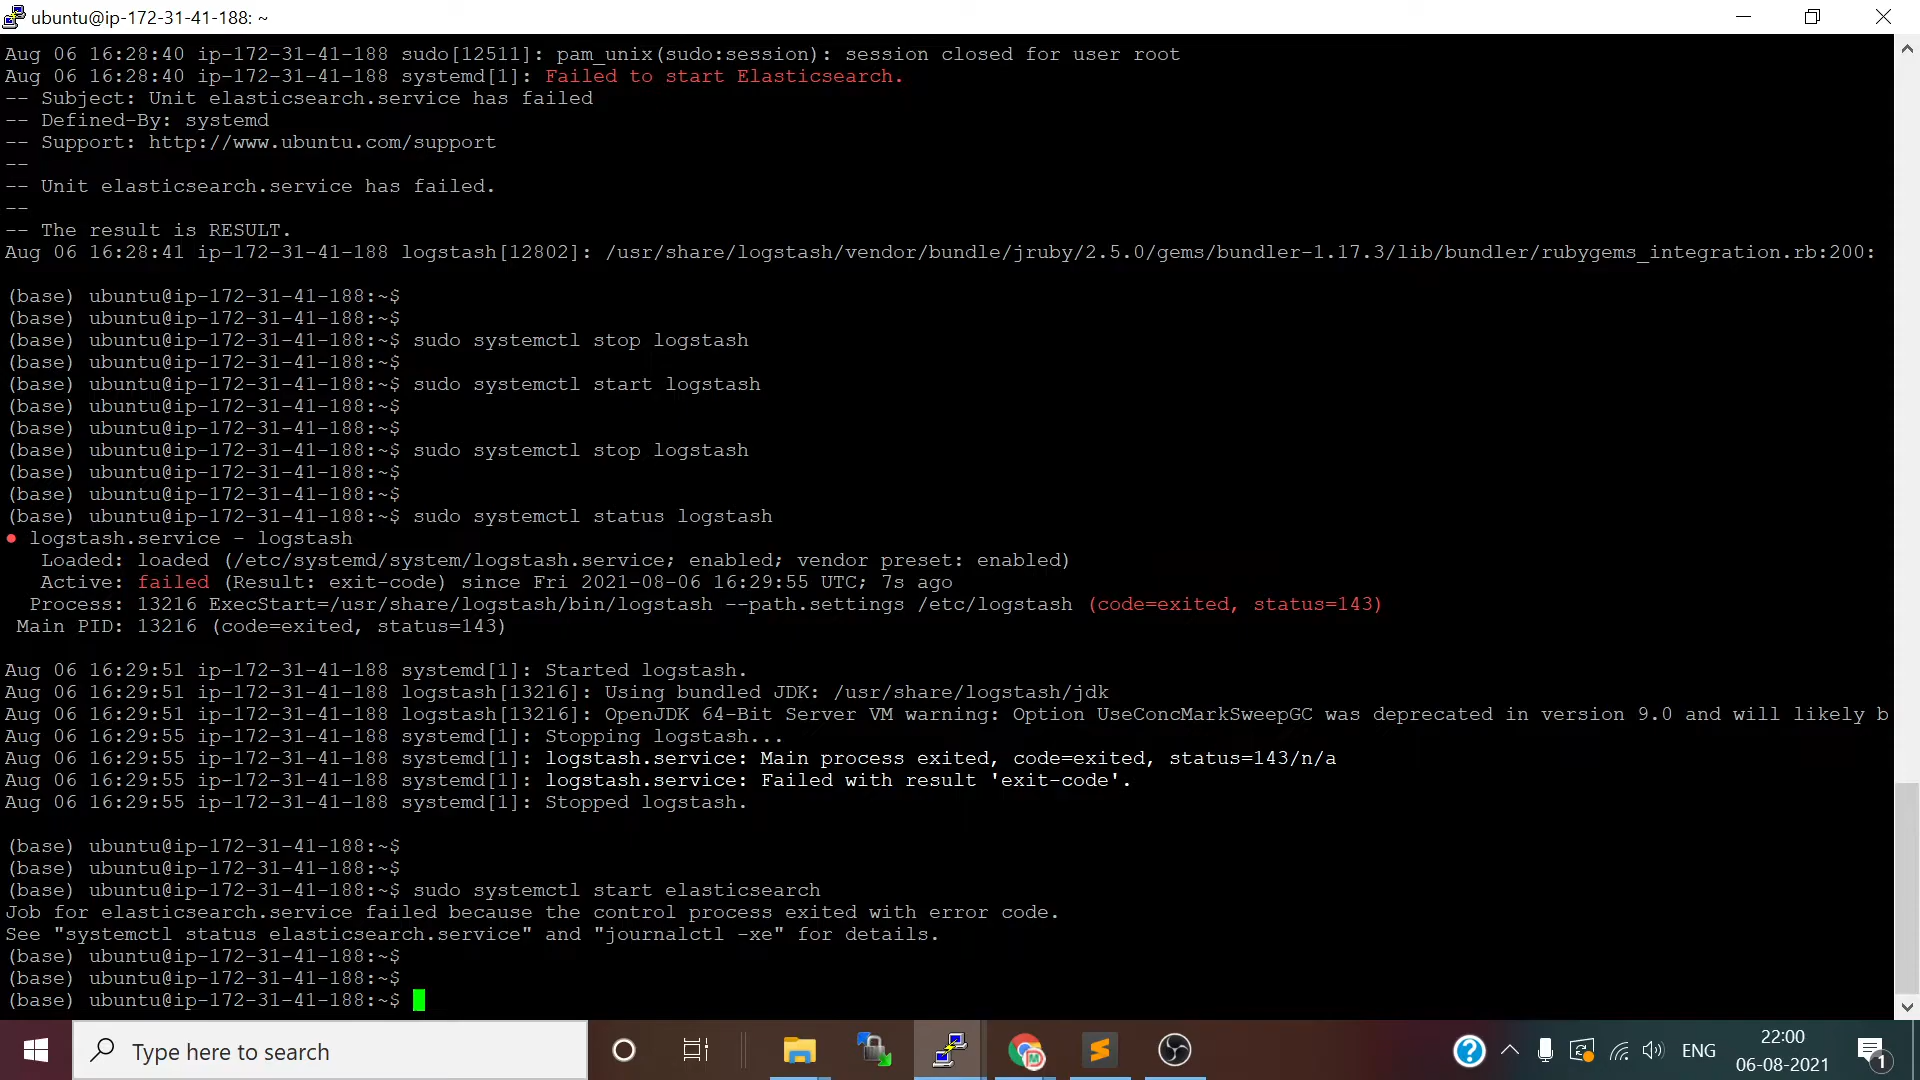 ubuntu@ip-172-31-41-188: ~
Aug 06 16:28:40 ip-172-31-41-188 sudo[12511]: pam_unix(sudo:session): session closed for user root
Aug 06 16:28:40 ip-172-31-41-188 systemd[1]: Failed to start Elasticsearch.
-- Subject: Unit elasticsearch.service has failed
-- Defined-By: systemd
-- Support: http://www.ubuntu.com/support
--
-- Unit elasticsearch.service has failed.
--
-- The result is RESULT.
Aug 06 16:28:41 ip-172-31-41-188 logstash[12802]: /usr/share/logstash/vendor/bundle/jruby/2.5.0/gems/bundler-1.17.3/lib/bundler/rubygems_integration.rb:200:
(base) ubuntu@ip-172-31-41-188:~$
(base) ubuntu@ip-172-31-41-188:~$
(base) ubuntu@ip-172-31-41-188:~$ sudo systemctl stop logstash
(base) ubuntu@ip-172-31-41-188:~$
(base) ubuntu@ip-172-31-41-188:~$ sudo systemctl start logstash
(base) ubuntu@ip-172-31-41-188:~$
(base) ubuntu@ip-172-31-41-188:~$
(base) ubuntu@ip-172-31-41-188:~$ sudo systemctl stop logstash
(base) ubuntu@ip-172-31-41-188:~$
(base) ubuntu@ip-172-31-41-188:~$
(base) ubuntu@ip-172-31-41-188:~$ sudo systemctl status logstash
● logstash.service - logstash
   Loaded: loaded (/etc/systemd/system/logstash.service; enabled; vendor preset: enabled)
   Active: failed (Result: exit-code) since Fri 2021-08-06 16:29:55 UTC; 7s ago
  Process: 13216 ExecStart=/usr/share/logstash/bin/logstash --path.settings /etc/logstash (code=exited, status=143)
 Main PID: 13216 (code=exited, status=143)
Aug 06 16:29:51 ip-172-31-41-188 systemd[1]: Started logstash.
Aug 06 16:29:51 ip-172-31-41-188 logstash[13216]: Using bundled JDK: /usr/share/logstash/jdk
Aug 06 16:29:51 ip-172-31-41-188 logstash[13216]: OpenJDK 64-Bit Server VM warning: Option UseConcMarkSweepGC was deprecated in version 9.0 and will likely b
Aug 06 16:29:55 ip-172-31-41-188 systemd[1]: Stopping logstash...
Aug 06 16:29:55 ip-172-31-41-188 systemd[1]: logstash.service: Main process exited, code=exited, status=143/n/a
Aug 06 16:29:55 ip-172-31-41-188 systemd[1]: logstash.service: Failed with result 'exit-code'.
Aug 06 16:29:55 ip-172-31-41-188 systemd[1]: Stopped logstash.
(base) ubuntu@ip-172-31-41-188:~$
(base) ubuntu@ip-172-31-41-188:~$
(base) ubuntu@ip-172-31-41-188:~$ sudo systemctl start elasticsearch
Job for elasticsearch.service failed because the control process exited with error code.
See "systemctl status elasticsearch.service" and "journalctl -xe" for details.
(base) ubuntu@ip-172-31-41-188:~$
(base) ubuntu@ip-172-31-41-188:~$
(base) ubuntu@ip-172-31-41-188:~$
Type here to search
ENG
22:00
06-08-2021
1